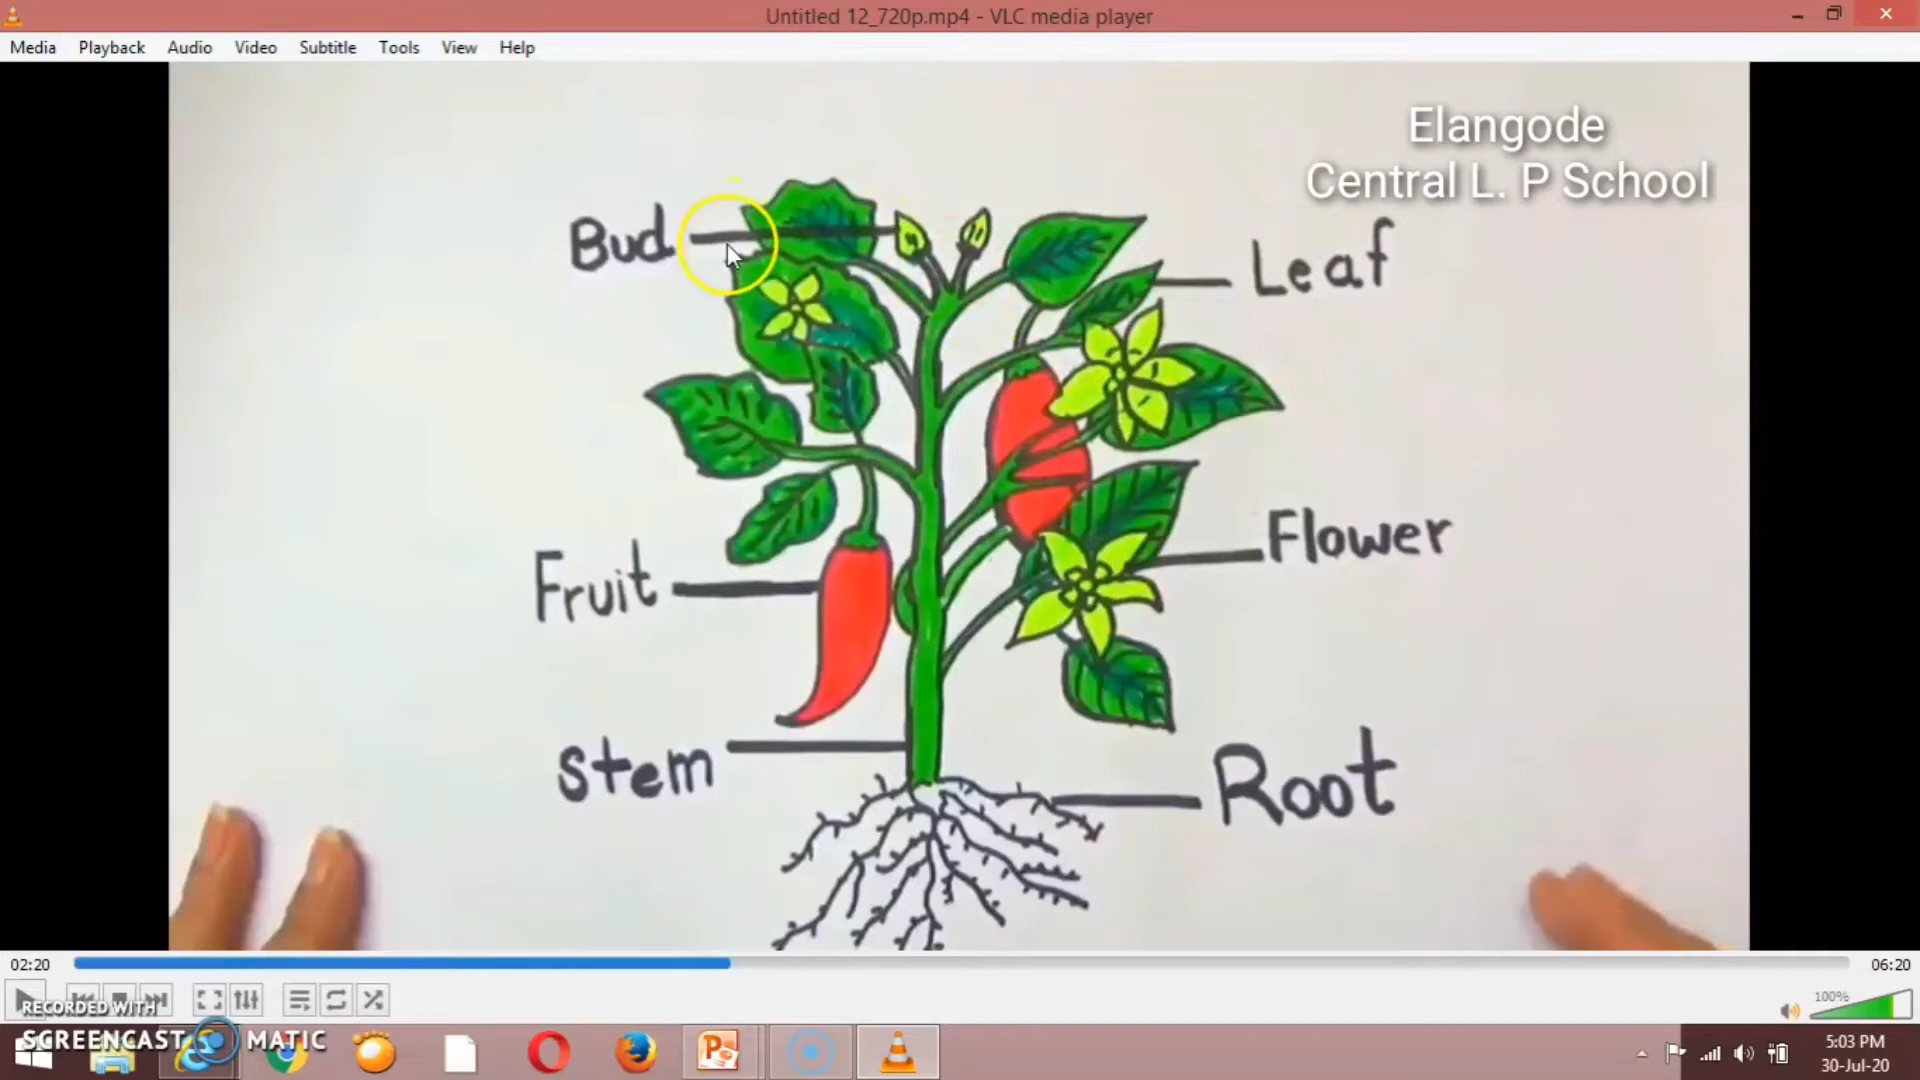 Untitled 12_720p.mp4 - VLC media player
Media Playback Audio Video Subtitle Tools View Help
Elangode
Central L. P School
Bud
Leaf
Flower
Fruit
Stem
Root
02:20
06:20
100%
RECORDED WITH
SCREENCAST MATIC
5:03 PM
30-Jul-20